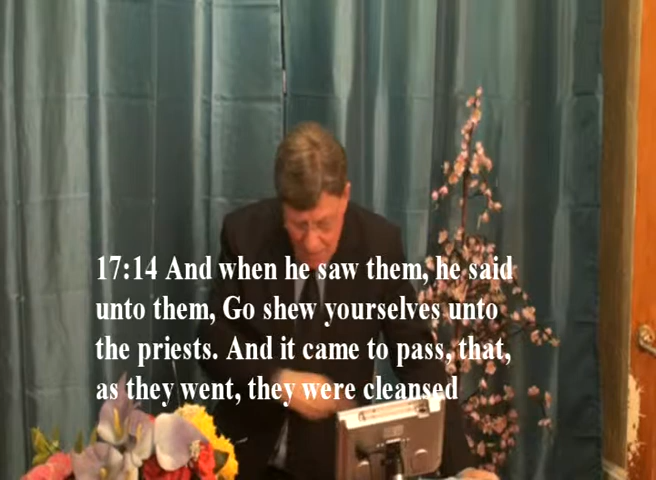 17:14 And when he saw them, he said
unto them, Go shew yourselves unto
the priests. And it came to pass, that,
as they went, they were cleansed